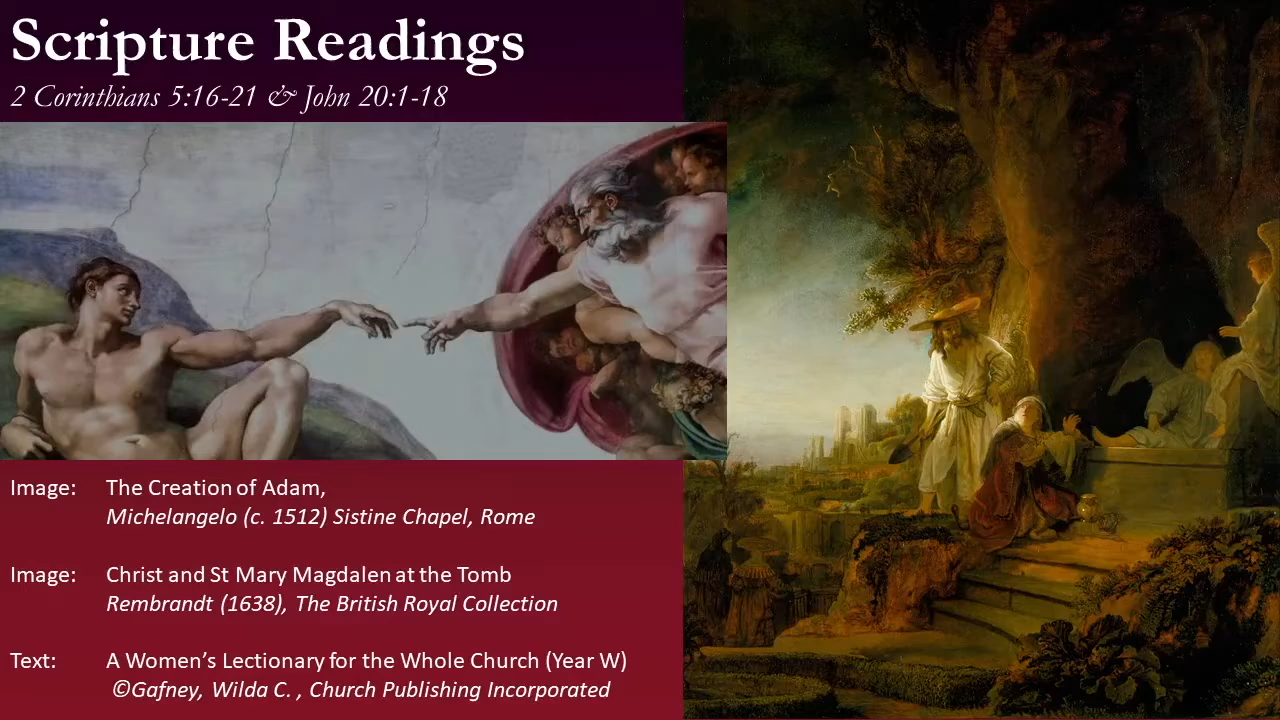 Scripture Readings
2 Corinthians 5:16-21 & John 20:1-18
Image: The Creation of Adam,
Michelangelo (c. 1512) Sistine Chapel, Rome
Image: Christ and St Mary Magdalen at the Tomb
Rembrandt (1638), The British Royal Collection
Text: A Women’s Lectionary for the Whole Church (Year W)
©Gafney, Wilda C. , Church Publishing Incorporated